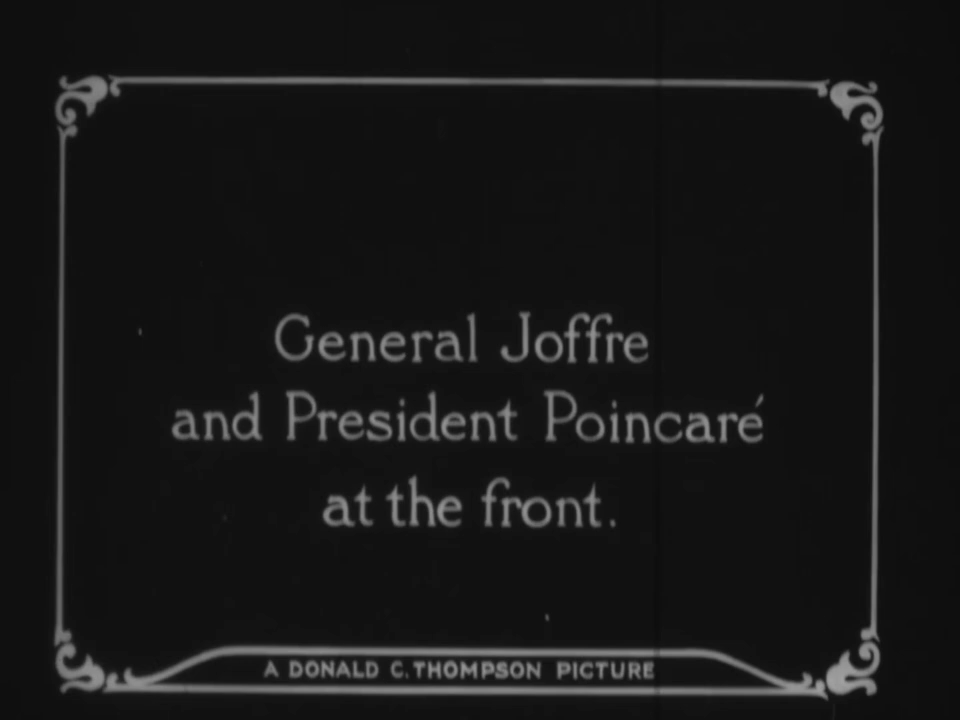 General Joffre
and President Poincaré
at the front.
A DONALD C. THOMPSON PICTURE